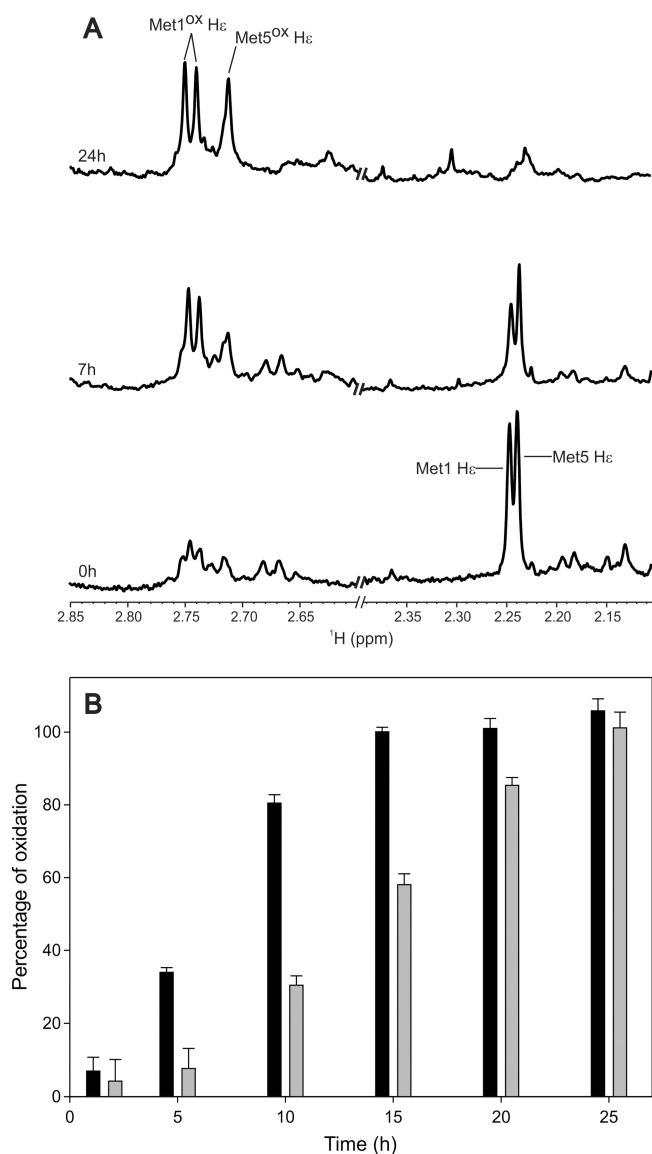 A
Met1ox Hε
Met5ox Hε
24h
7h
Met1 Hε
Met5 Hε
0h
2.85 2.80 2.75 2.70 2.65 2.35 2.30 2.25 2.20 2.15
1H (ppm)
B
Percentage of oxidation
100
80
60
40
20
0
0 5 10 15 20 25
Time (h)